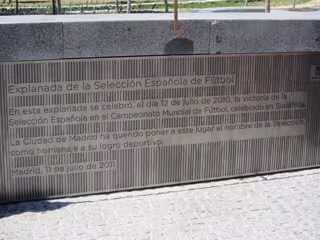 Explanada de la Selección Española de Fútbol
En esta explanada se celebró, el día 12 de julio de 2010, la victoria de la
Selección Española en el Campeonato Mundial de Fútbol, celebrado en Sudáfrica.
La Ciudad de Madrid ha querido poner a este lugar el nombre de la Selección,
como homenaje a su logro deportivo.
Madrid, 11 de julio de 2011